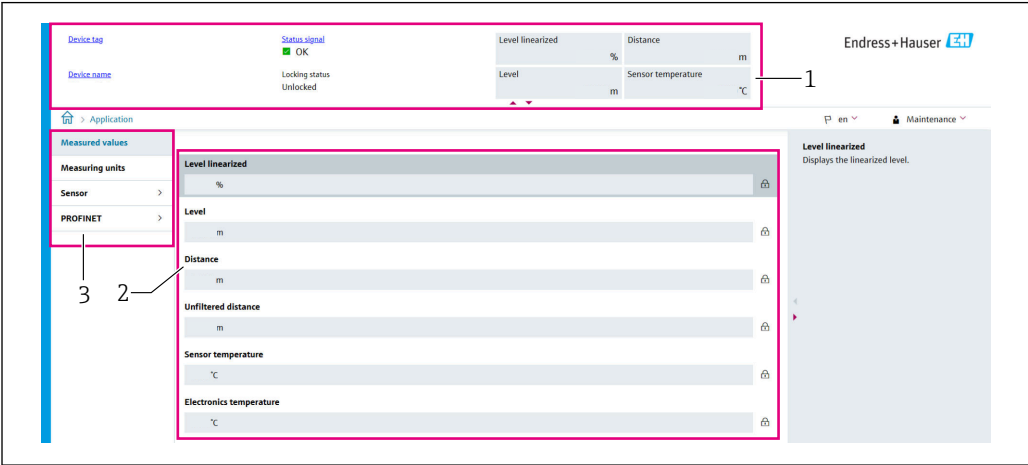 Device tag
Status signal
OK
Level linearized
%
Distance
m
Endress+Hauser EH
Device name
Locking status
Unlocked
Level
m
Sensor temperature
°C
1
> Application
en
Maintenance
Measured values
Measuring units
Sensor >
PROFINET >
3
2
Level linearized
%
Level
m
Distance
m
Unfiltered distance
m
Sensor temperature
°C
Electronics temperature
°C
Level linearized
Displays the linearized level.